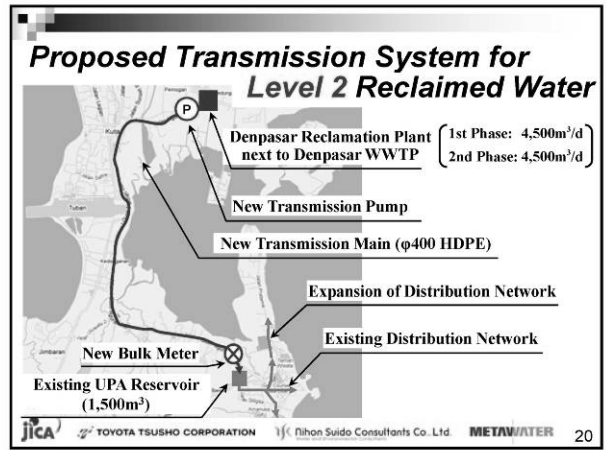 Proposed Transmission System for
Level 2 Reclaimed Water
P
Denpasar Reclamation Plant
next to Denpasar WWTP
1st Phase: 4,500m³/d
2nd Phase: 4,500m³/d
Kuta
Tuban
New Transmission Pump
New Transmission Main (φ400 HDPE)
Expansion of Distribution Network
Existing Distribution Network
Jimbaran
New Bulk Meter
Existing UPA Reservoir
(1,500m³)
jICA
TOYOTA TSUSHO CORPORATION
Nihon Suido Consultants Co., Ltd.
METAWATER
20